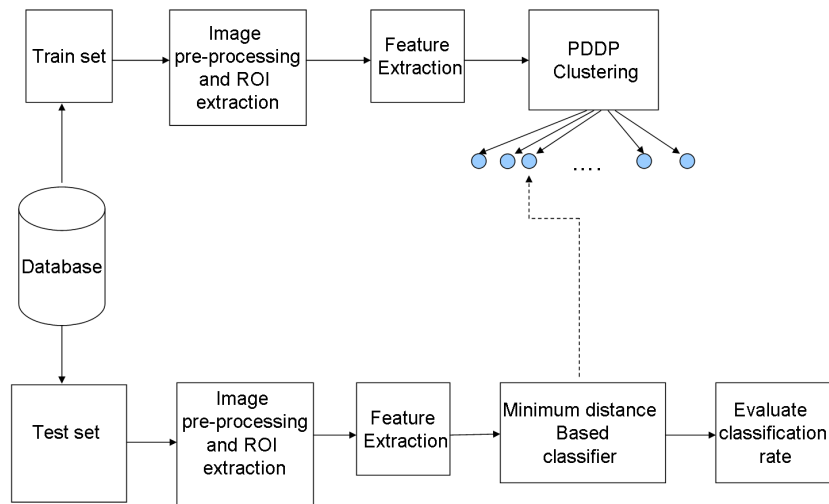 Train set
Image
pre-processing
and ROI
extraction
Feature
Extraction
PDDP
Clustering
....
Database
Test set
Image
pre-processing
and ROI
extraction
Feature
Extraction
Minimum distance
Based
classifier
Evaluate
classification
rate